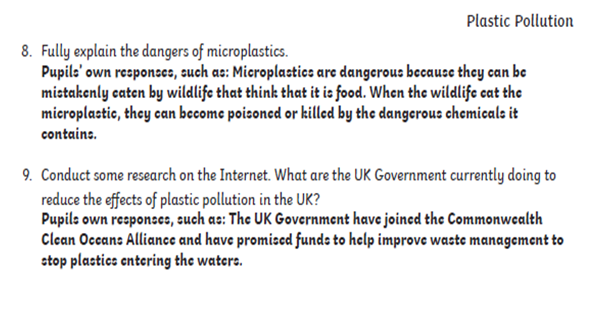 Plastic Pollution
8. Fully explain the dangers of microplastics.
Pupils' own responses, such as: Microplastics are dangerous because they can be
mistakenly eaten by wildlife that think that it is food. When the wildlife eat the
microplastic, they can become poisoned or killed by the dangerous chemicals it
contains.
9. Conduct some research on the Internet. What are the UK Government currently doing to
reduce the effects of plastic pollution in the UK?
Pupils own responses, such as: The UK Government have joined the Commonwealth
Clean Oceans Alliance and have promised funds to help improve waste management to
stop plastics entering the waters.